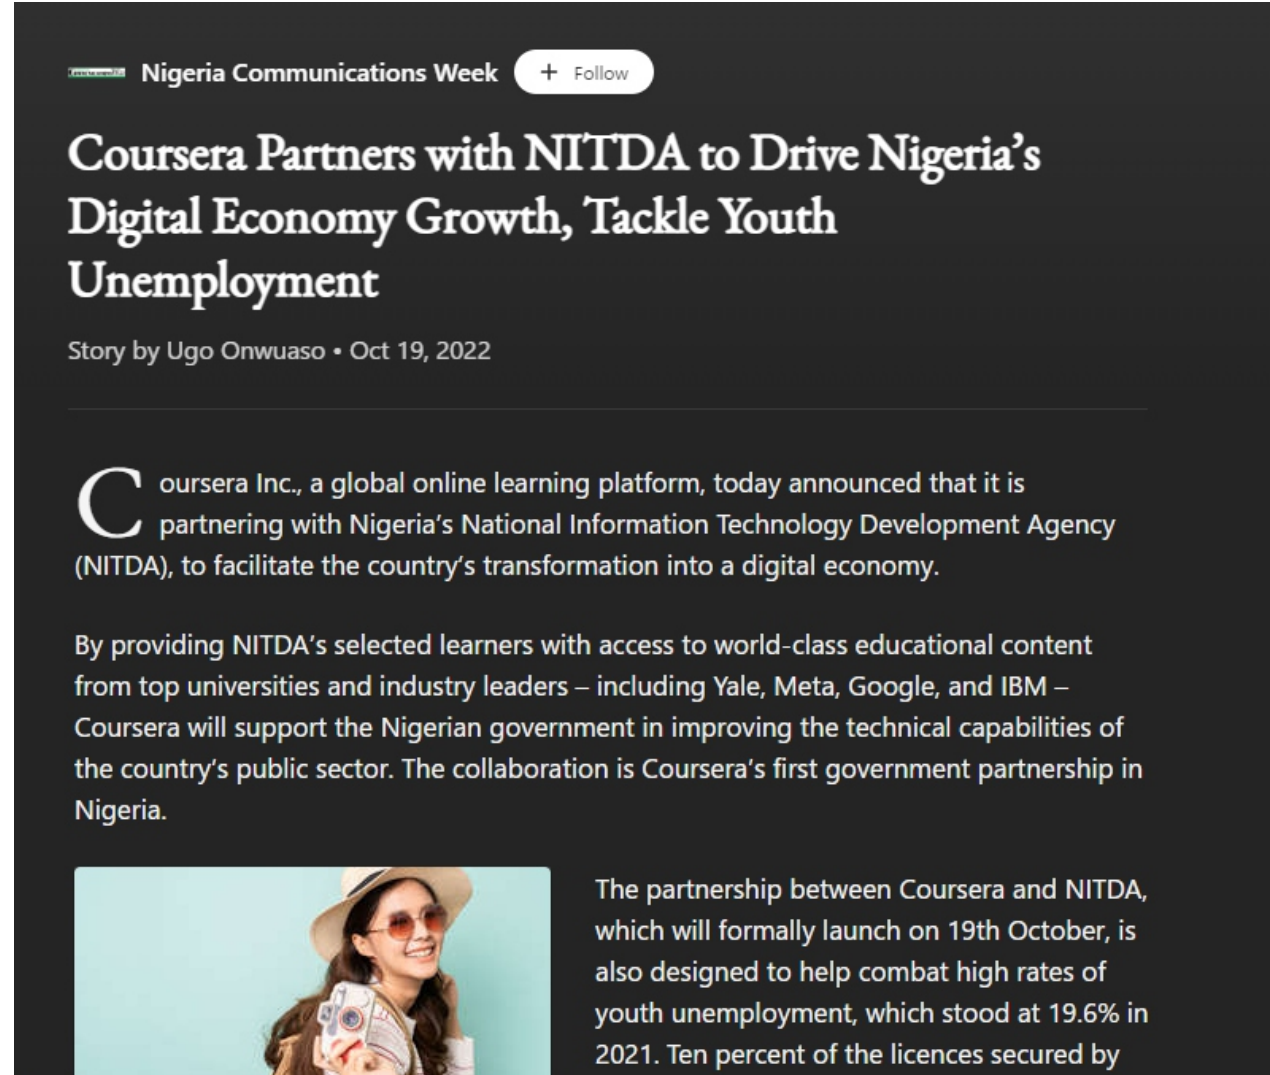 Nigeria Communications Week
+ Follow
Coursera Partners with NITDA to Drive Nigeria’s
Digital Economy Growth, Tackle Youth
Unemployment
Story by Ugo Onwuaso • Oct 19, 2022
Coursera Inc., a global online learning platform, today announced that it is
partnering with Nigeria’s National Information Technology Development Agency
(NITDA), to facilitate the country’s transformation into a digital economy.
By providing NITDA’s selected learners with access to world-class educational content
from top universities and industry leaders – including Yale, Meta, Google, and IBM –
Coursera will support the Nigerian government in improving the technical capabilities of
the country’s public sector. The collaboration is Coursera’s first government partnership in
Nigeria.
The partnership between Coursera and NITDA,
which will formally launch on 19th October, is
also designed to help combat high rates of
youth unemployment, which stood at 19.6% in
2021. Ten percent of the licences secured by